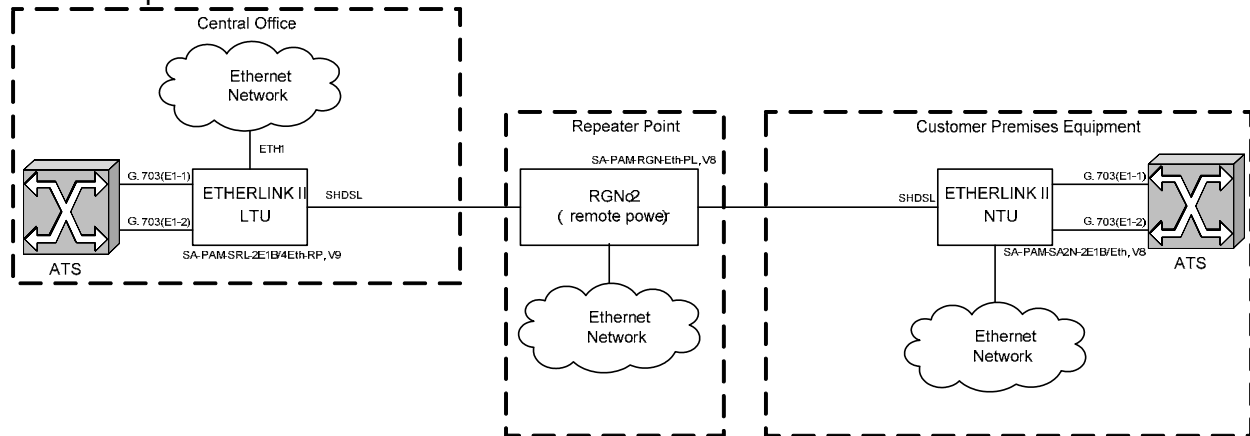 Central Office
Ethernet
Network
ETH1
G.703(E1-1)
G.703(E1-2)
ETHERLINK II
LTU
SHDSL
SA-PAM-SRL-2E1B/4Eth-RP, V9
ATS
Repeater Point
SA-PAM-RGN-Eth-PL, V8
RGN№2
( remote power)
Ethernet
Network
Customer Premises Equipment
SHDSL
ETHERLINK II
NTU
G.703(E1-1)
G.703(E1-2)
SA-PAM-SA2N-2E1B/Eth, V8
ATS
Ethernet
Network